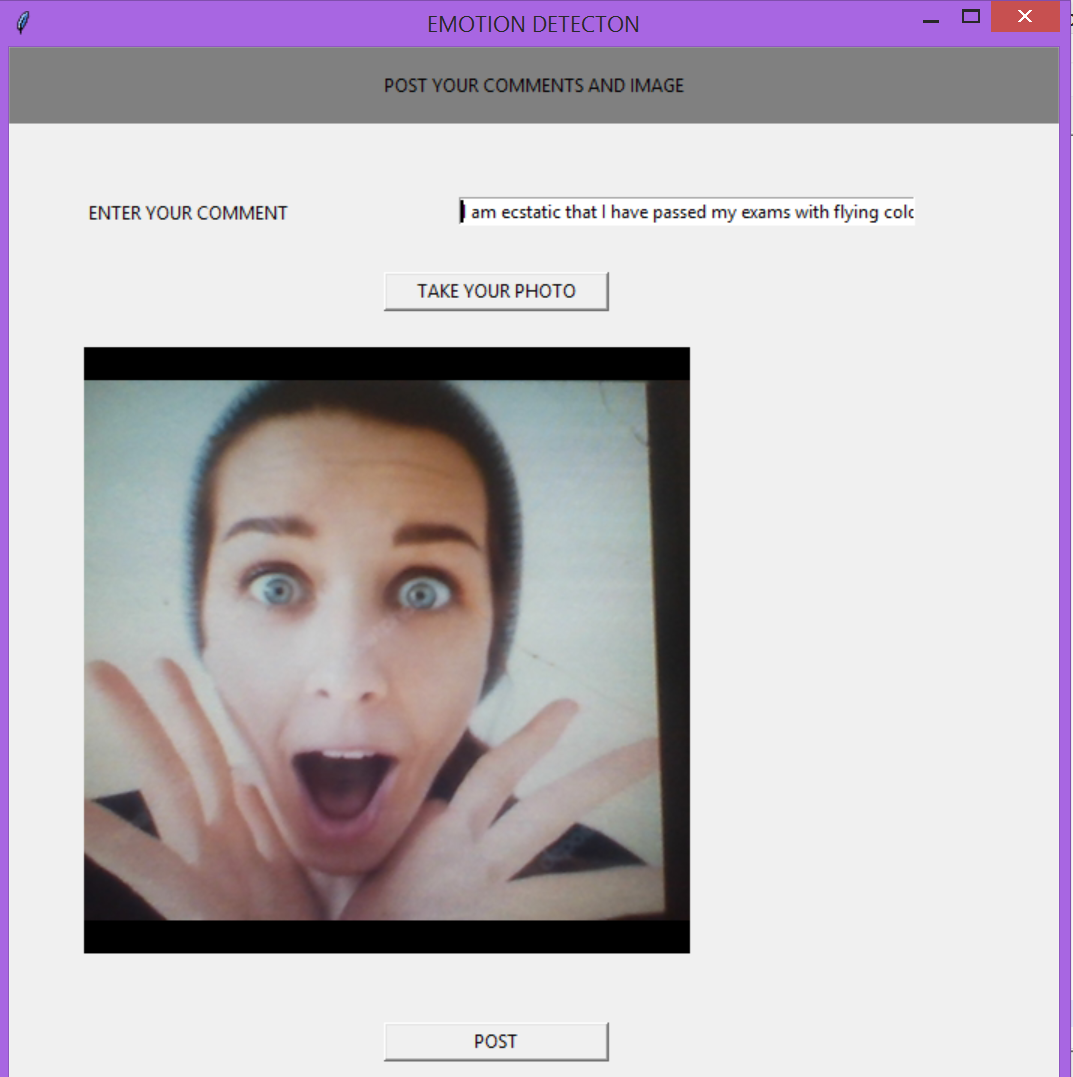 EMOTION DETECTON
POST YOUR COMMENTS AND IMAGE
ENTER YOUR COMMENT
I am ecstatic that I have passed my exams with flying colo
TAKE YOUR PHOTO
POST